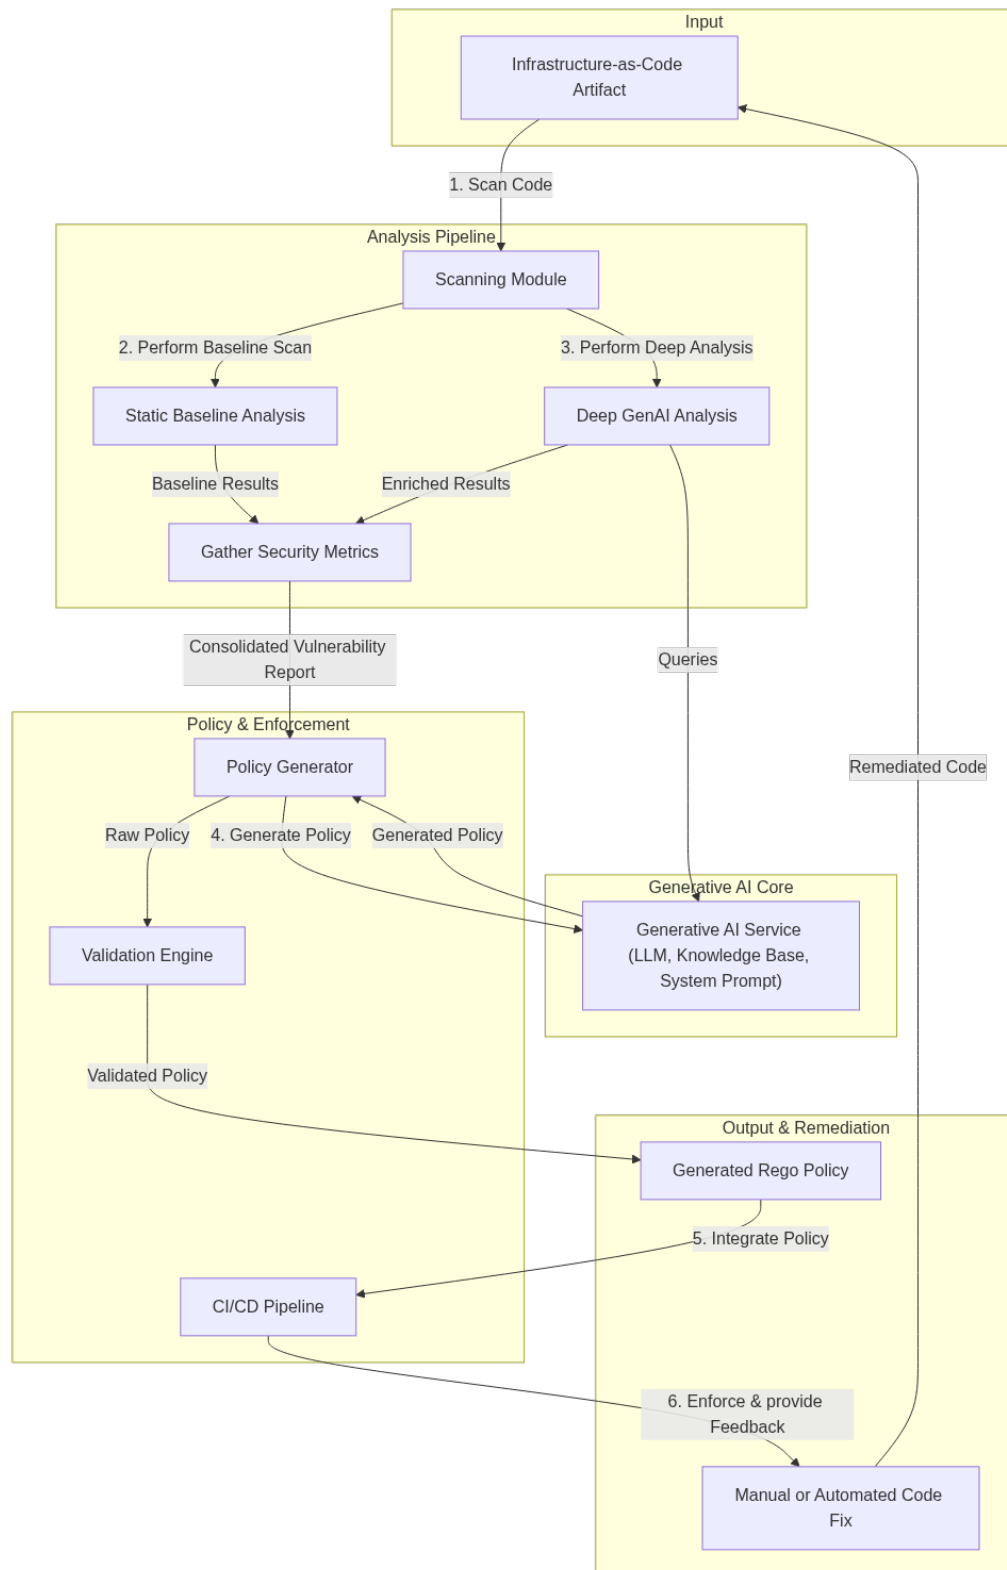 Input
Infrastructure-as-Code
Artifact
1. Scan Code
Analysis Pipeline
Scanning Module
2. Perform Baseline Scan
3. Perform Deep Analysis
Static Baseline Analysis
Deep GenAI Analysis
Baseline Results
Enriched Results
Gather Security Metrics
Consolidated Vulnerability
Report
Queries
Policy & Enforcement
Policy Generator
Remediated Code
Raw Policy
4. Generate Policy
Generated Policy
Generative AI Core
Generative AI Service
(LLM, Knowledge Base,
System Prompt)
Validation Engine
Validated Policy
Output & Remediation
Generated Rego Policy
5. Integrate Policy
CI/CD Pipeline
6. Enforce & provide
Feedback
Manual or Automated Code
Fix